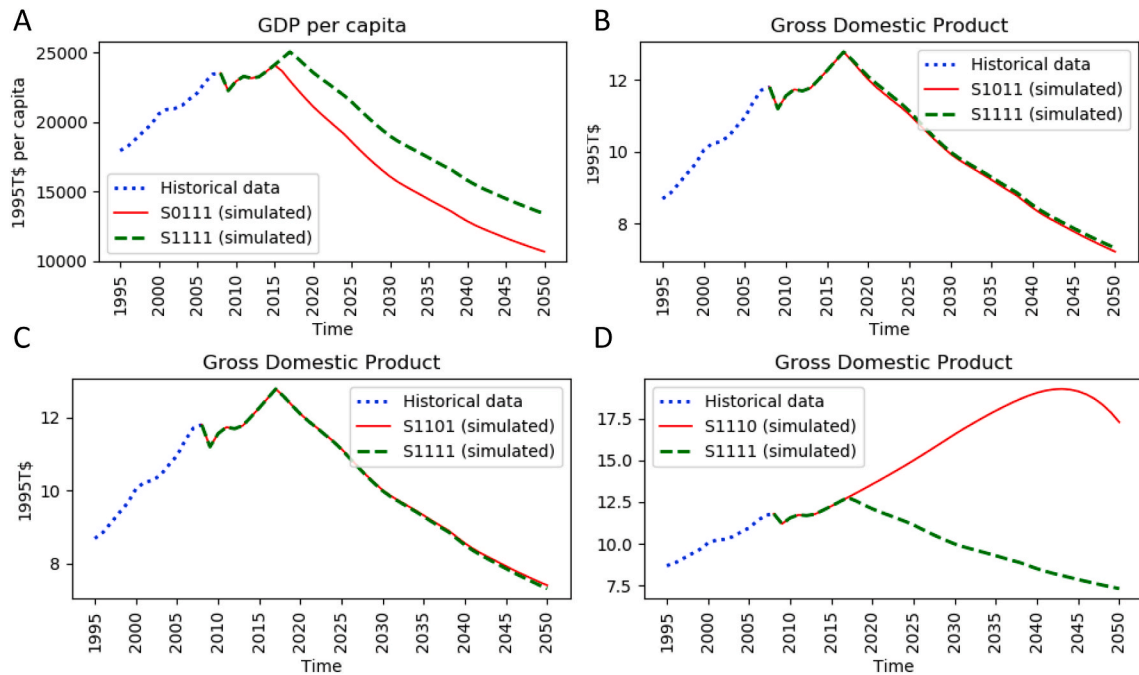 A
GDP per capita
1995T$ per capita
25000
22000
15000
10000
Historical data
S0111 (simulated)
S1111 (simulated)
1995
2000
2005
2010
2015
2020
2025
2030
2035
2040
2045
2050
Time
B
Gross Domestic Product
1995T$
12
10
8
Historical data
S1011 (simulated)
S1111 (simulated)
1995
2000
2005
2010
2015
2020
2025
2030
2035
2040
2045
2050
Time
C
Gross Domestic Product
1995T$
12
10
8
Historical data
S1101 (simulated)
S1111 (simulated)
1995
2000
2005
2010
2015
2020
2025
2030
2035
2040
2045
2050
Time
D
Gross Domestic Product
17.5
15.0
12.5
10.0
7.5
Historical data
S1110 (simulated)
S1111 (simulated)
1995
2000
2005
2010
2016
2020
2025
2030
2035
2040
2045
2050
Time